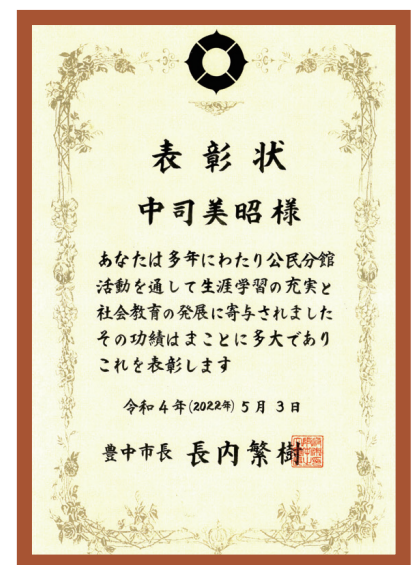 表彰状
中司美昭様
あなたは多年にわたり公民分館
活動を通して生涯学習の充実と
社会教育の発展に寄与されました
その功績はまことに多大であり
これを表彰します
令和4年(2022年)5月3日
豊中市長 長内繁樹